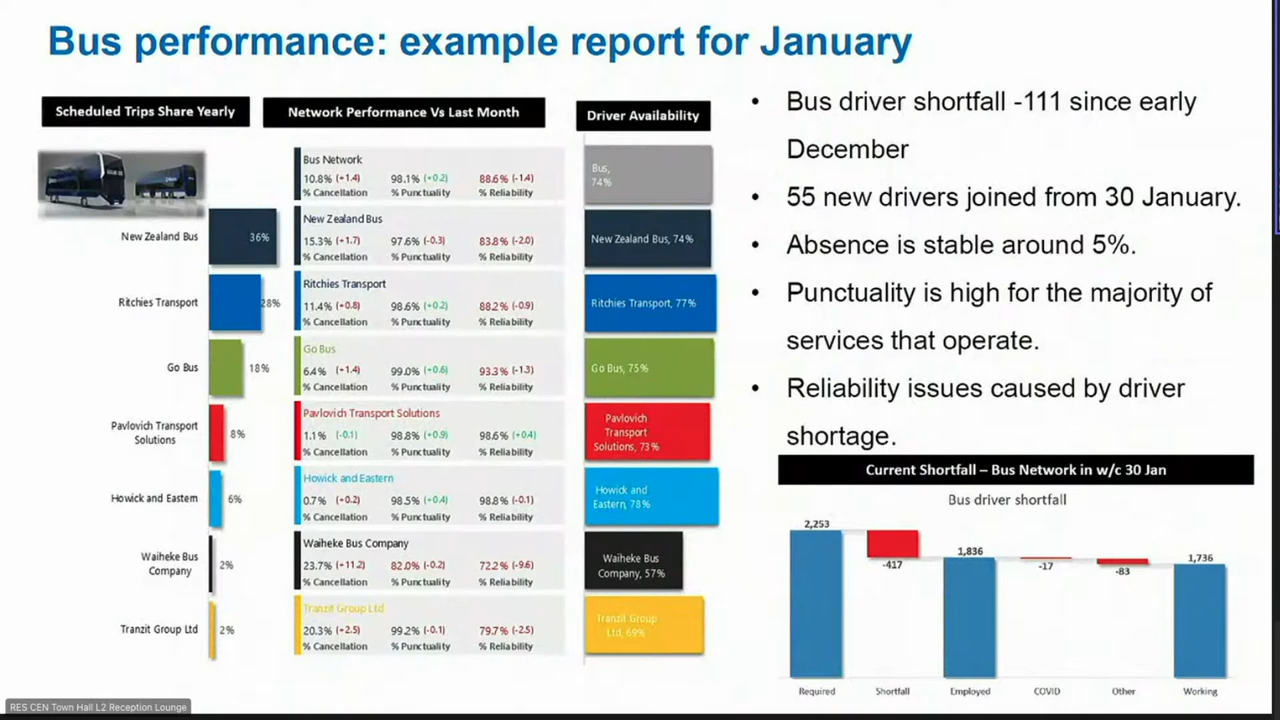 Bus performance: example report for January
Scheduled Trips Share Yearly
Network Performance Vs Last Month
Driver Availability
Bus Network
10.8% (+1.4) 98.1% (+0.2) 88.6% (-1.4)
% Cancellation % Punctuality % Reliability
Bus,
74%
New Zealand Bus
36%
New Zealand Bus
15.3% (+1.7) 97.6% (-0.3) 83.8% (-2.0)
% Cancellation % Punctuality % Reliability
New Zealand Bus, 74%
Ritchies Transport
28%
Ritchies Transport
11.4% (+0.8) 98.6% (+0.2) 88.2% (-0.9)
% Cancellation % Punctuality % Reliability
Ritchies Transport, 77%
Go Bus
18%
Go Bus
6.4% (+1.4) 99.0% (+0.6) 93.3% (-1.3)
% Cancellation % Punctuality % Reliability
Go Bus, 75%
Pavlovich Transport
Solutions
8%
Pavlovich Transport Solutions
1.1% (-0.1) 98.8% (+0.9) 98.6% (+0.4)
% Cancellation % Punctuality % Reliability
Pavlovich
Transport
Solutions, 73%
Howick and Eastern
6%
Howick and Eastern
0.7% (+0.2) 98.5% (+0.4) 98.8% (-0.1)
% Cancellation % Punctuality % Reliability
Howick and
Eastern, 78%
Waiheke Bus
Company
2%
Waiheke Bus Company
23.7% (+11.2) 82.0% (-0.2) 72.2% (-9.6)
% Cancellation % Punctuality % Reliability
Waiheke Bus
Company, 57%
Tranzit Group Ltd
2%
Tranzit Group Ltd
20.3% (+2.5) 99.2% (-0.1) 79.7% (-2.5)
% Cancellation % Punctuality % Reliability
Tranzit Group
Ltd, 69%
• Bus driver shortfall -111 since early
December
• 55 new drivers joined from 30 January.
• Absence is stable around 5%.
• Punctuality is high for the majority of
services that operate.
• Reliability issues caused by driver
shortage.
Current Shortfall – Bus Network in w/c 30 Jan
Bus driver shortfall
2,253
-417
1,836
-17
-83
1,736
Required Shortfall Employed COVID Other Working
RES CEN Town Hall L2 Reception Lounge